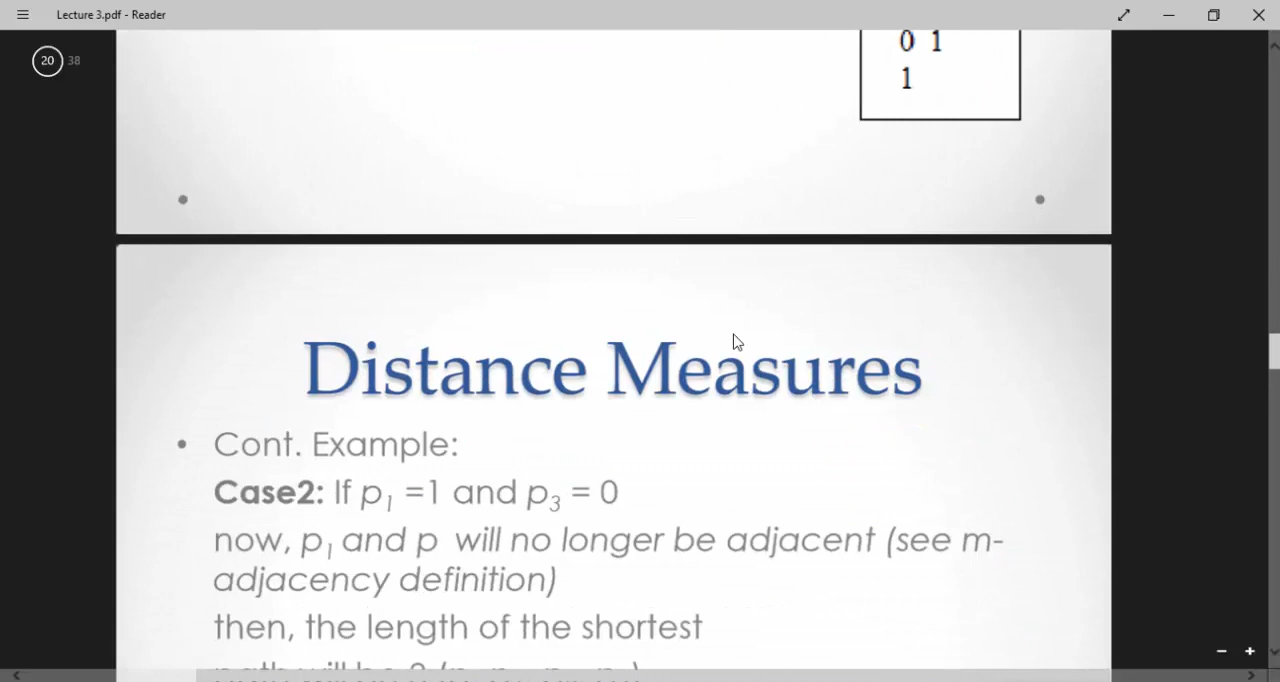 Lecture 3.pdf - Reader
20 38
0 1
1
Distance Measures
• Cont. Example:
Case2: If p1 =1 and p3 = 0
now, p1 and p will no longer be adjacent (see m-
adjacency definition)
then, the length of the shortest